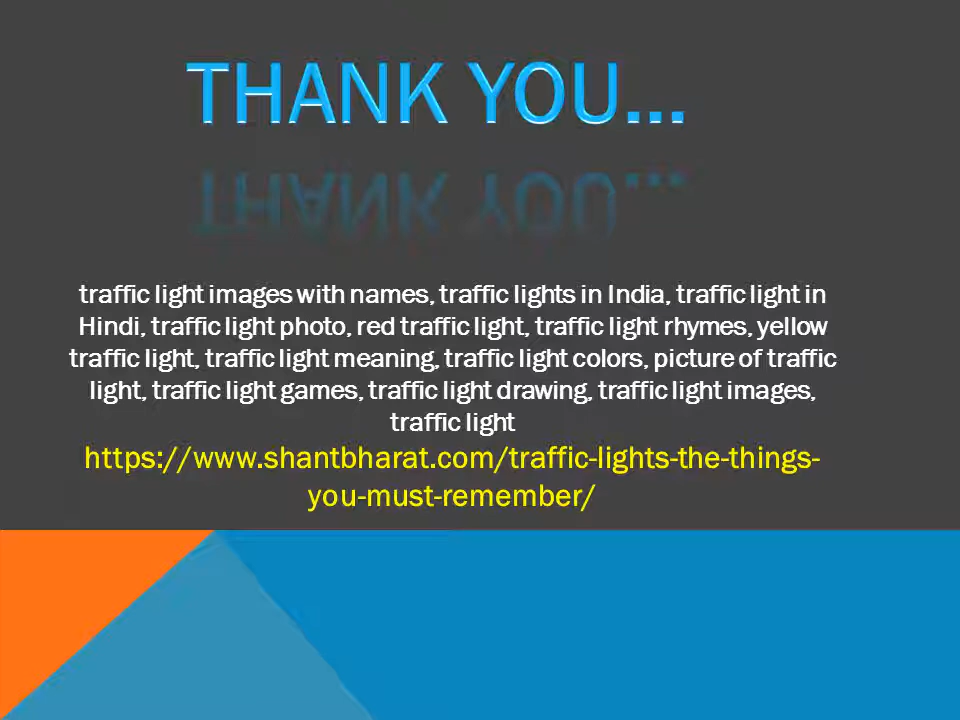 THANK YOU...
traffic light images with names, traffic lights in India, traffic light in
Hindi, traffic light photo, red traffic light, traffic light rhymes, yellow
traffic light, traffic light meaning, traffic light colors, picture of traffic
light, traffic light games, traffic light drawing, traffic light images,
traffic light
https://www.shantbharat.com/traffic-lights-the-things-
you-must-remember/